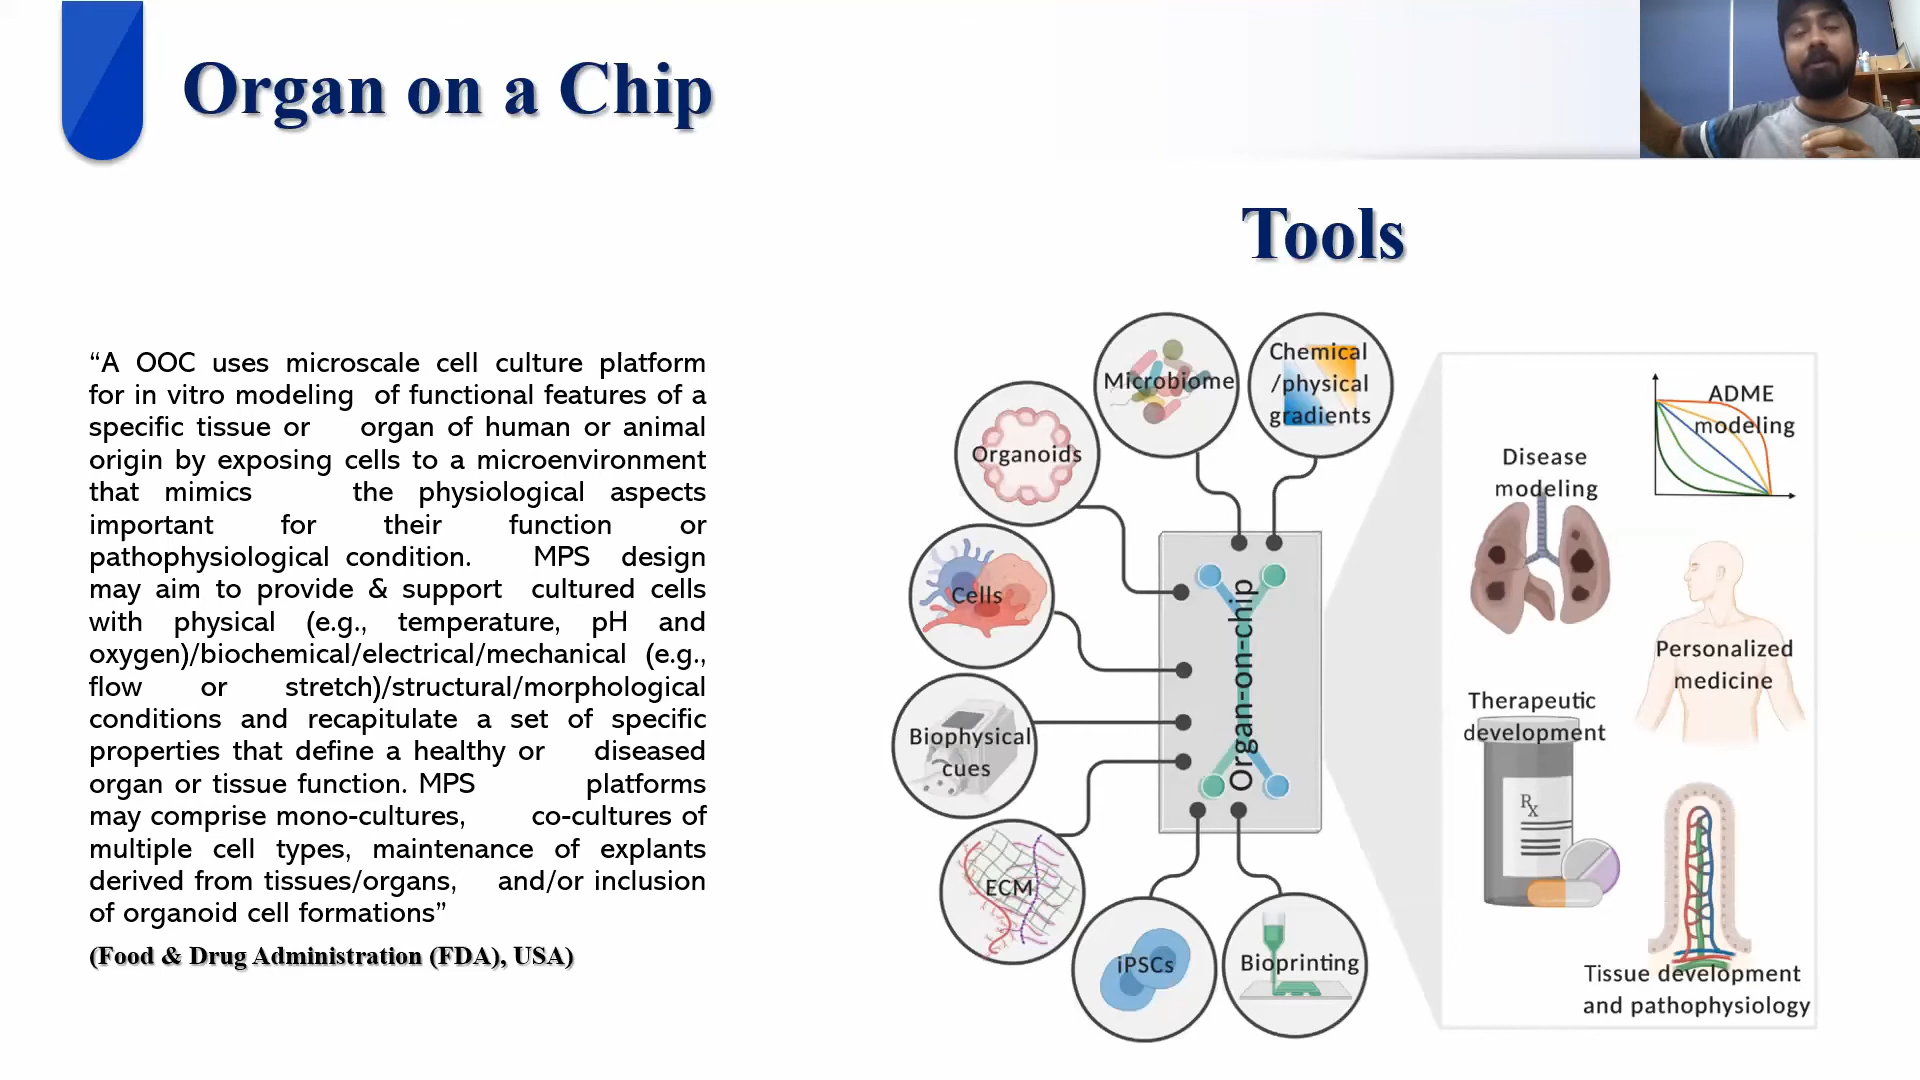 Organ on a Chip
Tools
“A OOC uses microscale cell culture platform
for in vitro modeling of functional features of a
specific tissue or organ of human or animal
origin by exposing cells to a microenvironment
that mimics the physiological aspects
important for their function or
pathophysiological condition. MPS design
may aim to provide & support cultured cells
with physical (e.g., temperature, pH and
oxygen)/biochemical/electrical/mechanical (e.g.,
flow or stretch)/structural/morphological
conditions and recapitulate a set of specific
properties that define a healthy or diseased
organ or tissue function. MPS platforms
may comprise mono-cultures, co-cultures of
multiple cell types, maintenance of explants
derived from tissues/organs, and/or inclusion
of organoid cell formations”
(Food & Drug Administration (FDA), USA)
Microbiome
Chemical
/physical
gradients
Organoids
Cells
Biophysical
cues
ECM
iPSCs
Bioprinting
Organ-on-chip
ADME
modeling
Disease
modeling
Personalized
medicine
Therapeutic
development
Rx
Tissue development
and pathophysiology